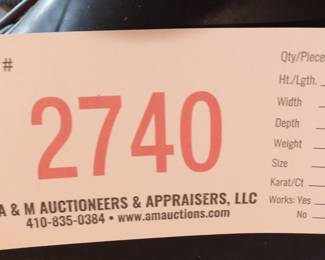 #
2740
A & M AUCTIONEERS & APPRAISERS, LLC
410-835-0384 • www.amauctions.com
Qty/Piece
Ht./Lgth.
Width
Depth
Weight
Size
Karat/Ct
Works: Yes
No